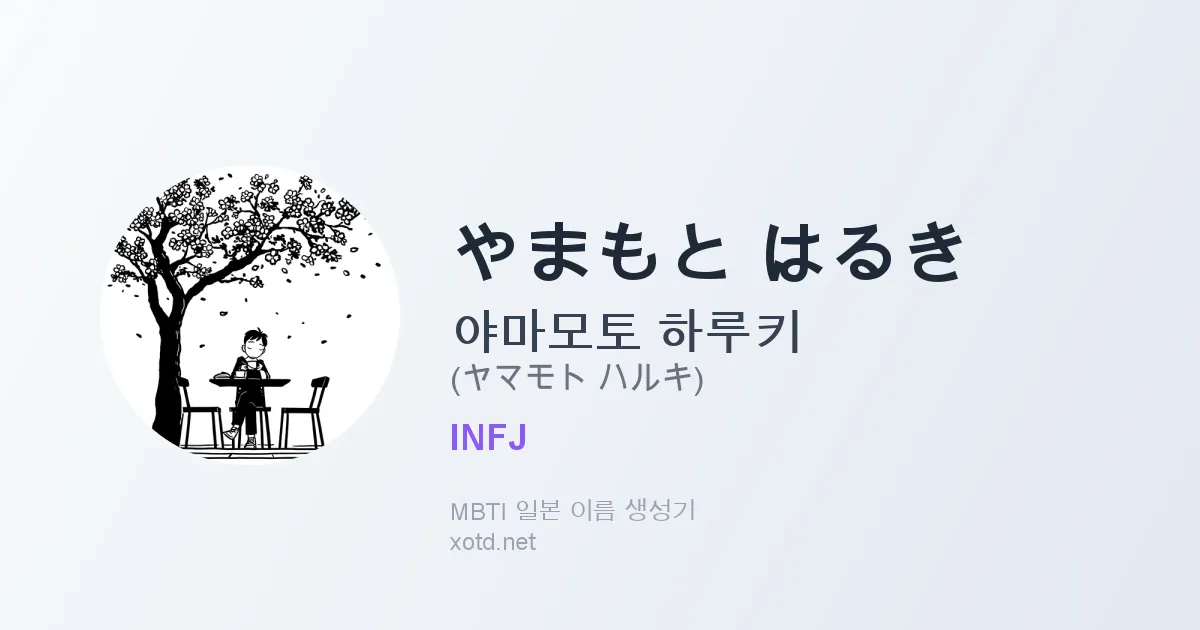 やまもと はるき
야마모토 하루키
(ヤマモト ハルキ)
INFJ
MBTI 일본 이름 생성기
xotd.net